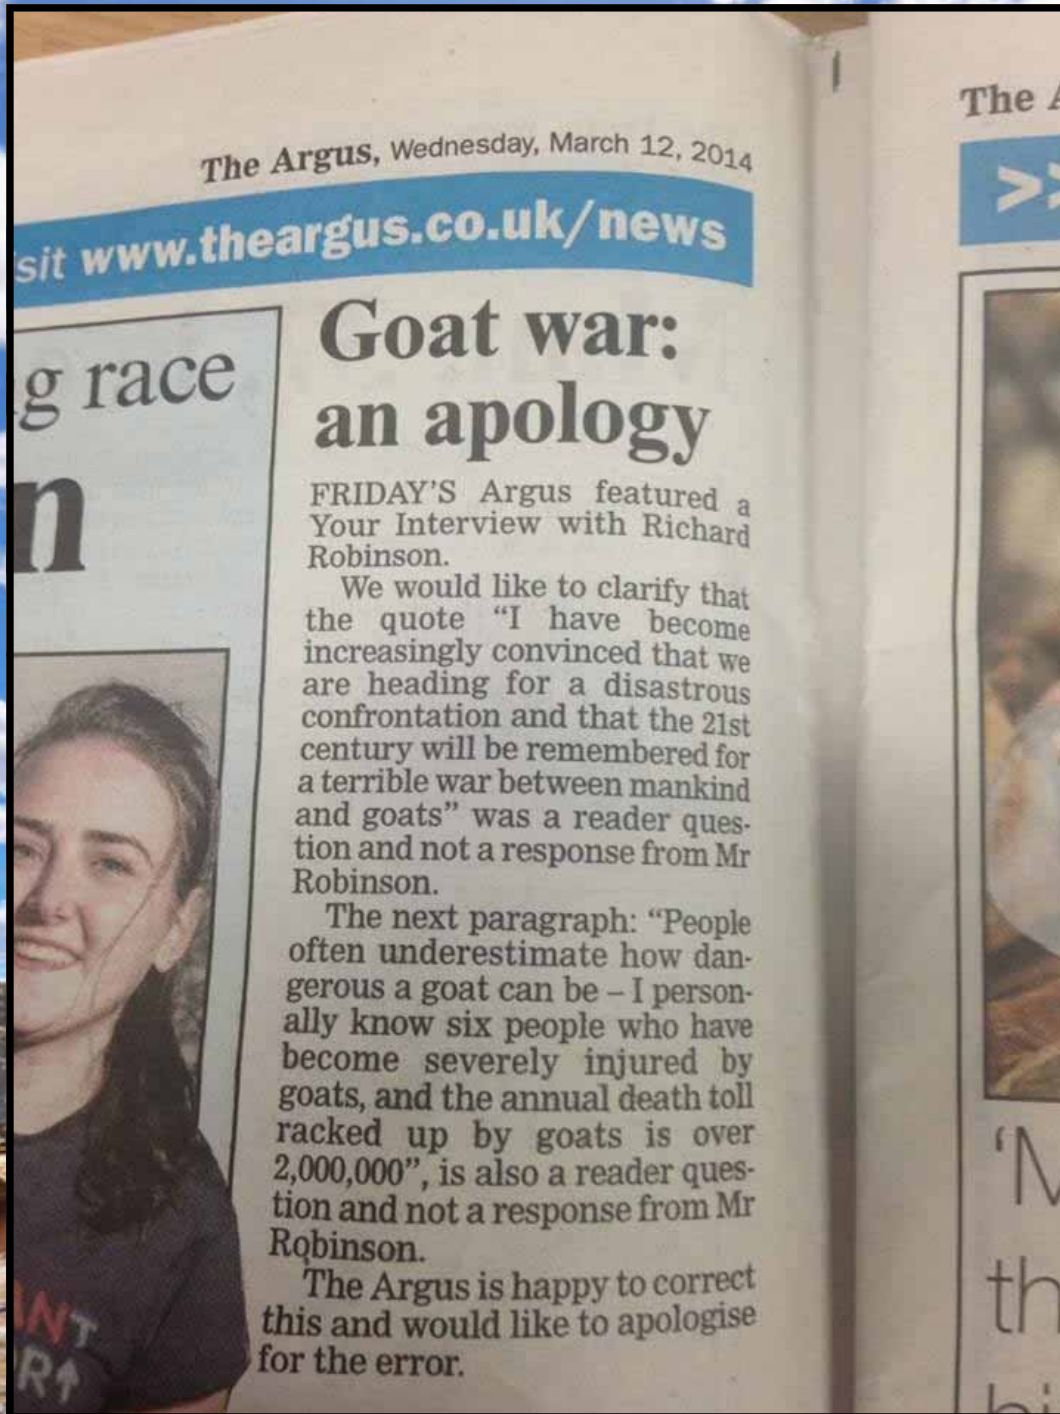 The Argus, Wednesday, March 12, 2014
sit www.theargus.co.uk/news
g race
n
Goat war:
an apology
FRIDAY'S Argus featured a
Your Interview with Richard
Robinson.
We would like to clarify that
the quote “I have become
increasingly convinced that we
are heading for a disastrous
confrontation and that the 21st
century will be remembered for
a terrible war between mankind
and goats” was a reader ques-
tion and not a response from Mr
Robinson.
The next paragraph: “People
often underestimate how dan-
gerous a goat can be – I person-
ally know six people who have
become severely injured by
goats, and the annual death toll
racked up by goats is over
2,000,000”, is also a reader ques-
tion and not a response from Mr
Robinson.
The Argus is happy to correct
this and would like to apologise
for the error.
ANT
The A
>>
‘M
th
hi